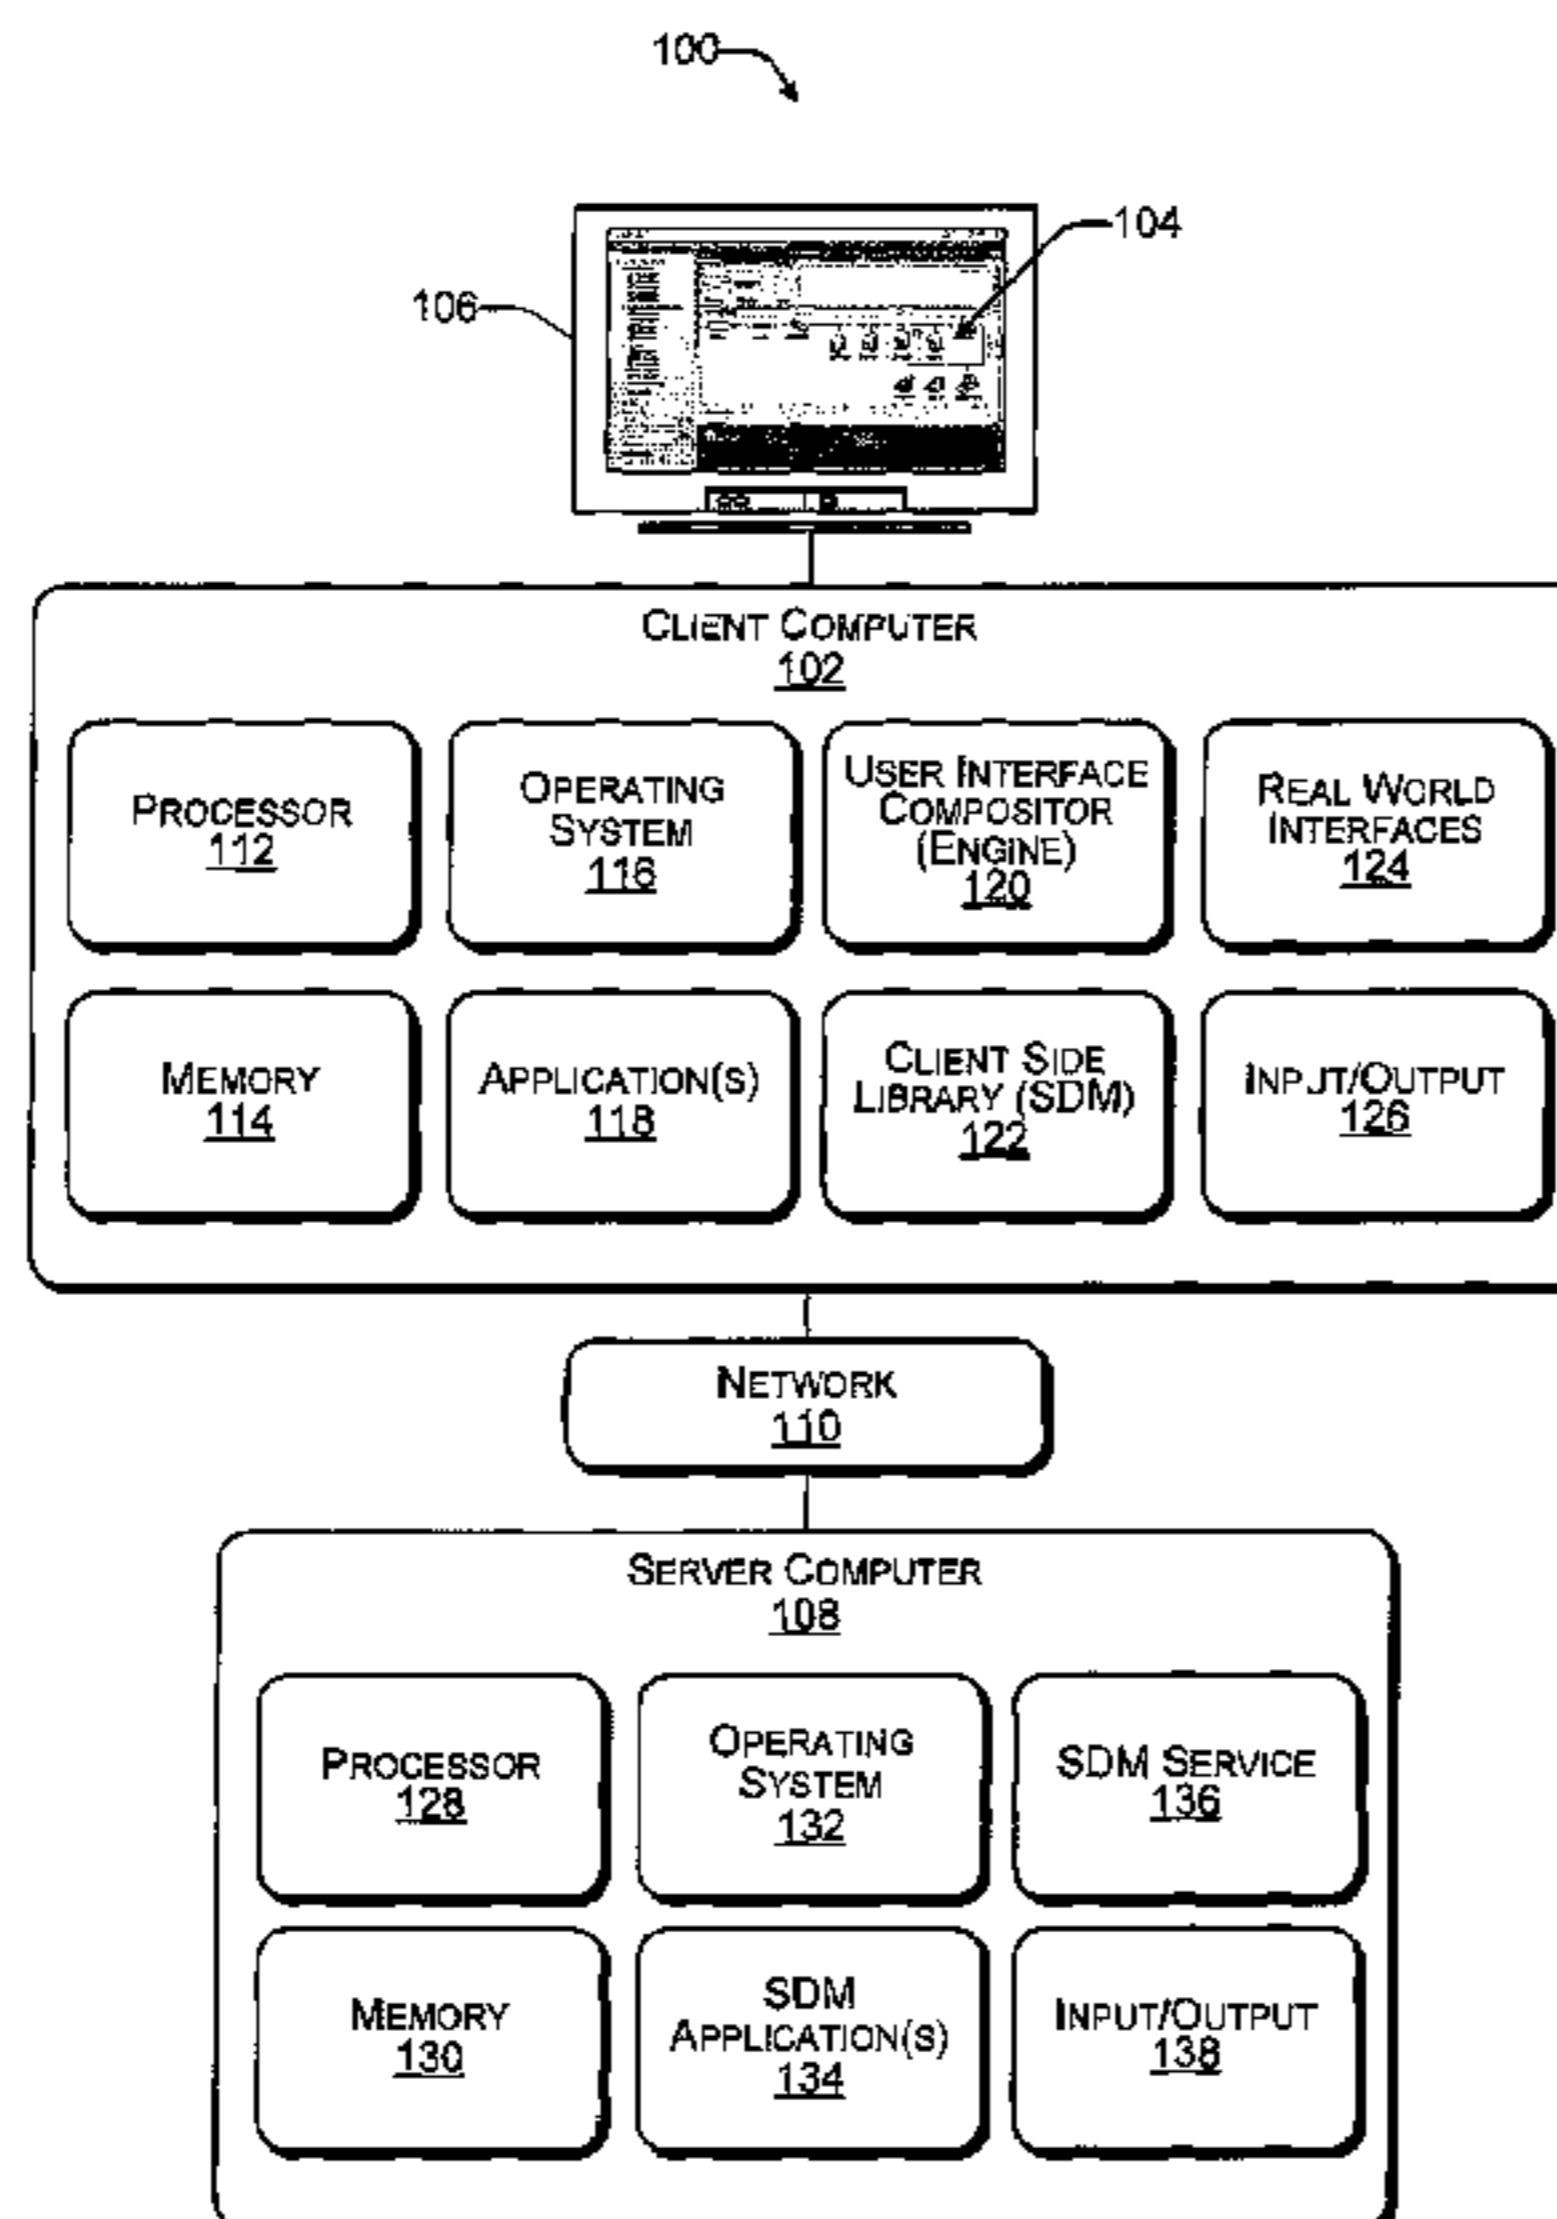 100
104
106
CLIENT COMPUTER
102
PROCESSOR
112
OPERATING
SYSTEM
116
USER INTERFACE
COMPOSITOR
(ENGINE)
120
REAL WORLD
INTERFACES
124
MEMORY
114
APPLICATION(S)
118
CLIENT SIDE
LIBRARY (SDM)
122
INPUT/OUTPUT
126
NETWORK
110
SERVER COMPUTER
108
PROCESSOR
128
OPERATING
SYSTEM
132
SDM SERVICE
136
MEMORY
130
SDM
APPLICATION(S)
134
INPUT/OUTPUT
138